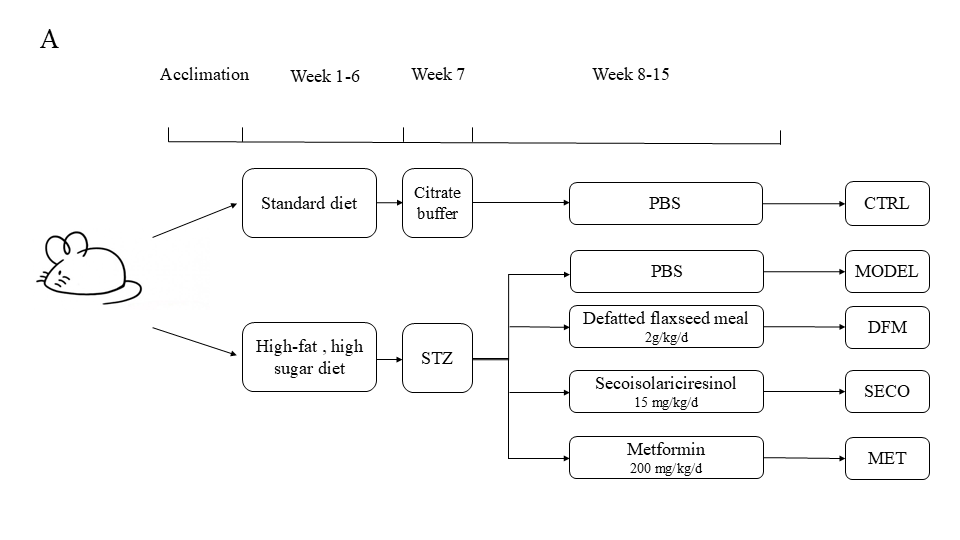 A
Acclimation
Week 1-6
Week 7
Week 8-15
Standard diet
Citrate
buffer
PBS
CTRL
PBS
MODEL
High-fat , high
sugar diet
STZ
Defatted flaxseed meal
2g/kg/d
DFM
Secoisolariciresinol
15 mg/kg/d
SECO
Metformin
200 mg/kg/d
MET